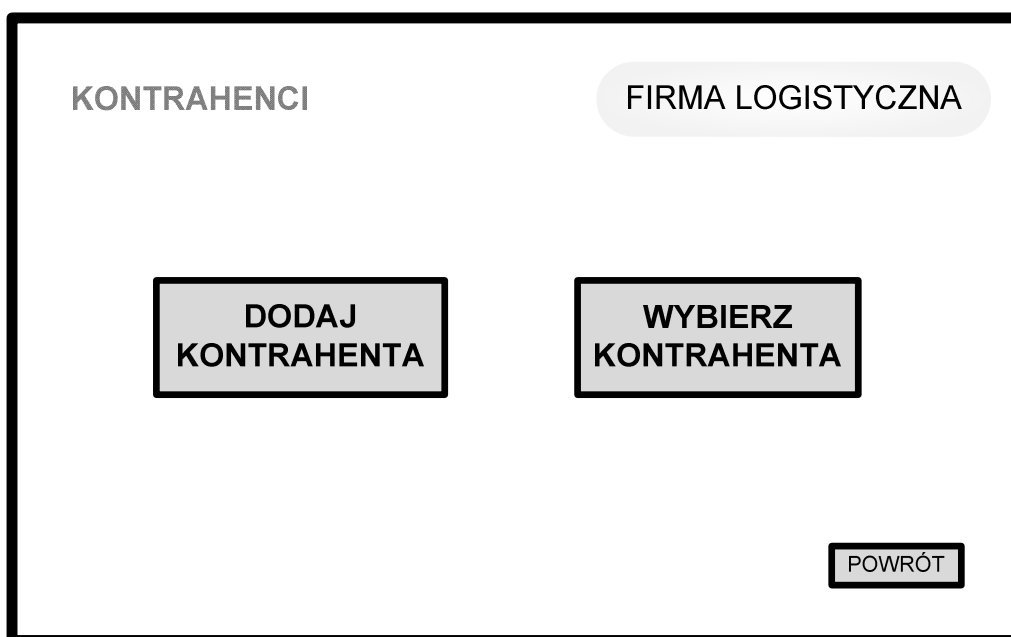 KONTRAHENCI
FIRMA LOGISTYCZNA
DODAJ
KONTRAHENTA
WYBIERZ
KONTRAHENTA
POWRÓT